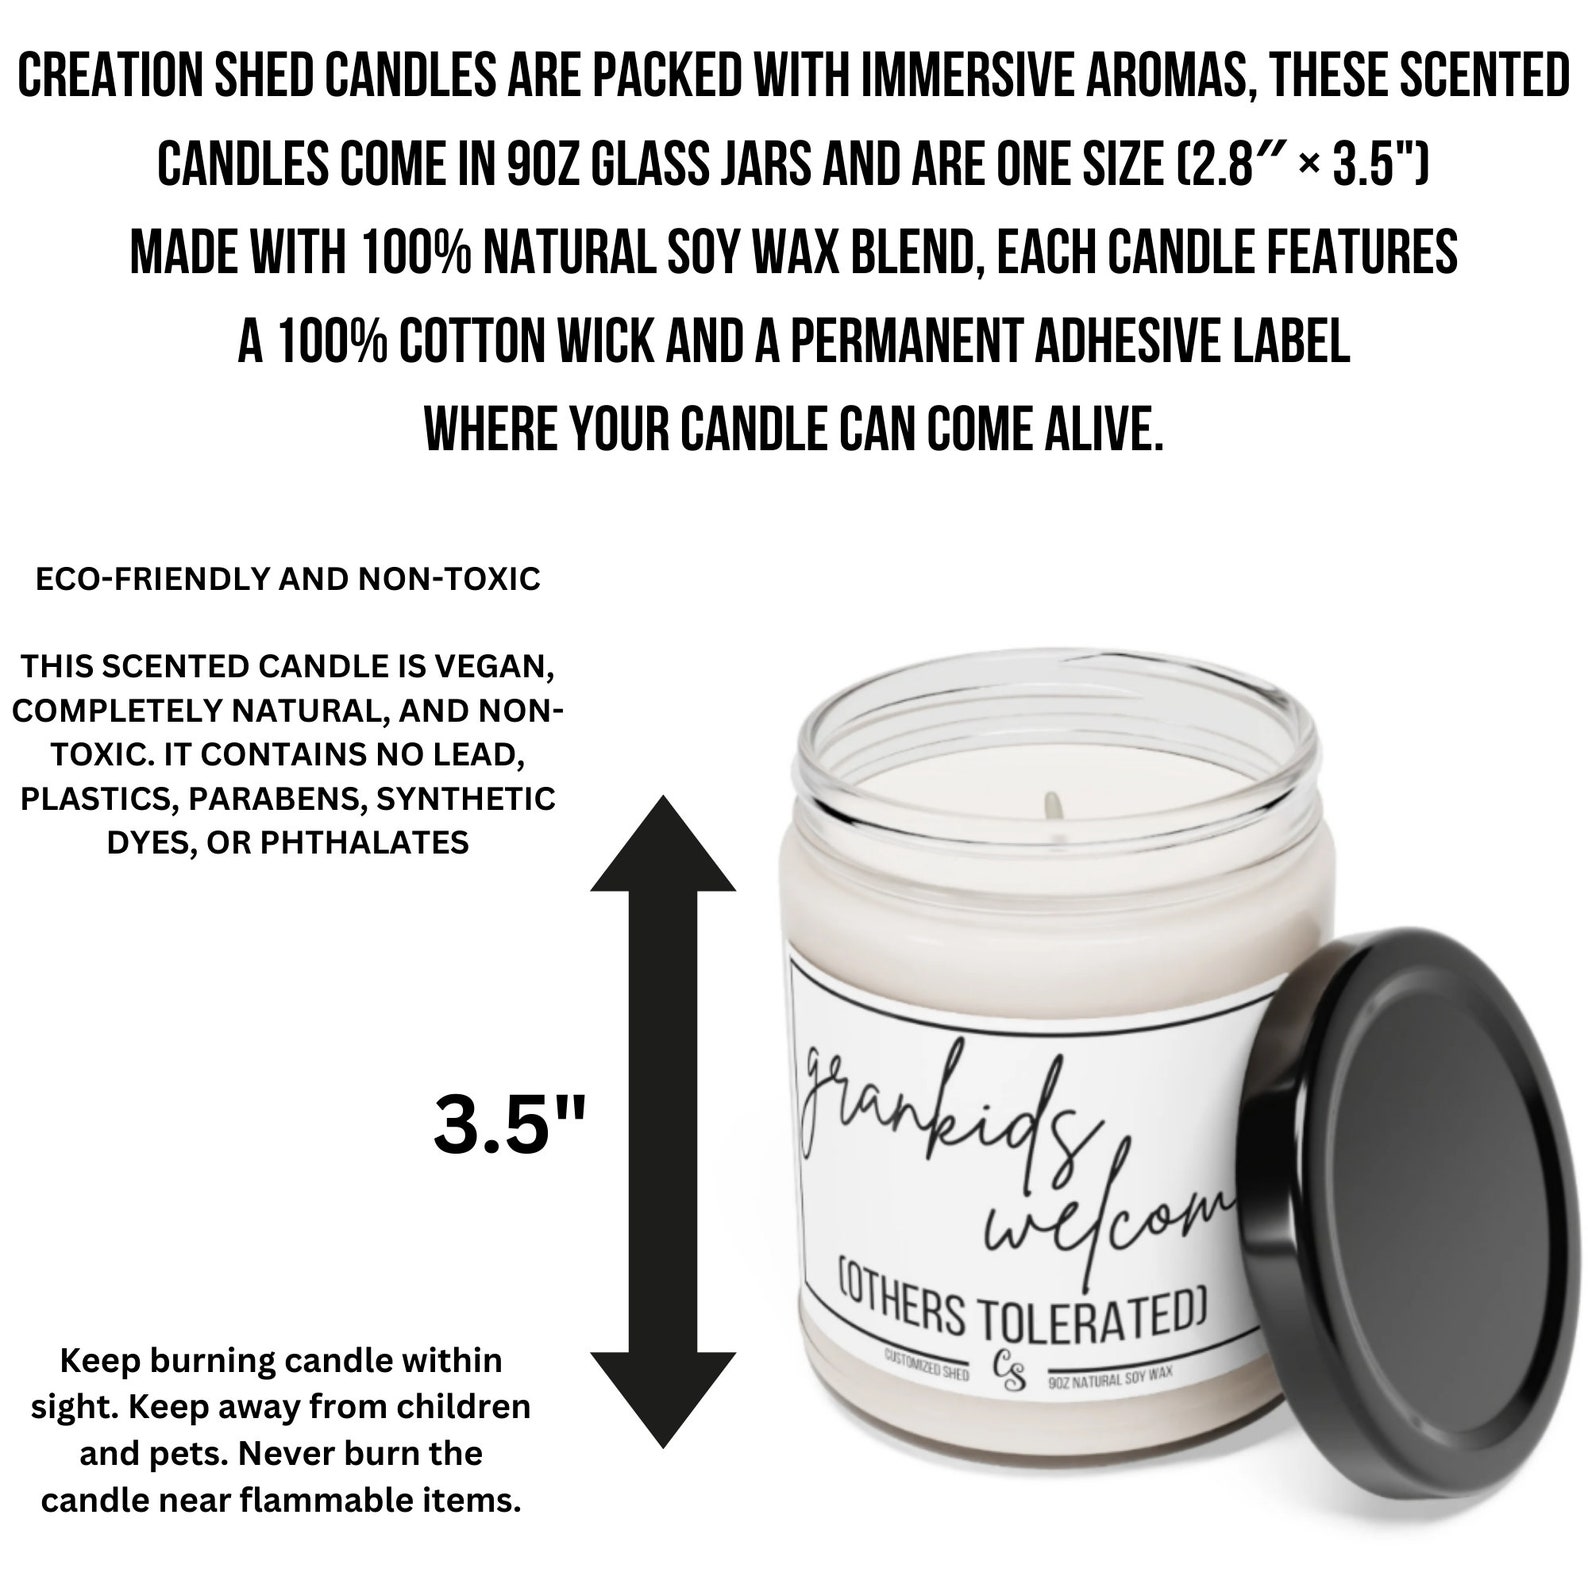 CREATION SHED CANDLES ARE PACKED WITH IMMERSIVE AROMAS, THESE SCENTED
CANDLES COME IN 9OZ GLASS JARS AND ARE ONE SIZE (2.8″ × 3.5")
MADE WITH 100% NATURAL SOY WAX BLEND, EACH CANDLE FEATURES
A 100% COTTON WICK AND A PERMANENT ADHESIVE LABEL
WHERE YOUR CANDLE CAN COME ALIVE.
ECO-FRIENDLY AND NON-TOXIC
THIS SCENTED CANDLE IS VEGAN,
COMPLETELY NATURAL, AND NON-
TOXIC. IT CONTAINS NO LEAD,
PLASTICS, PARABENS, SYNTHETIC
DYES, OR PHTHALATES
3.5"
Keep burning candle within
sight. Keep away from children
and pets. Never burn the
candle near flammable items.
grankids
welcom
(OTHERS TOLERATED)
CUSTOMIZED SHED CS 9OZ NATURAL SOY WAX